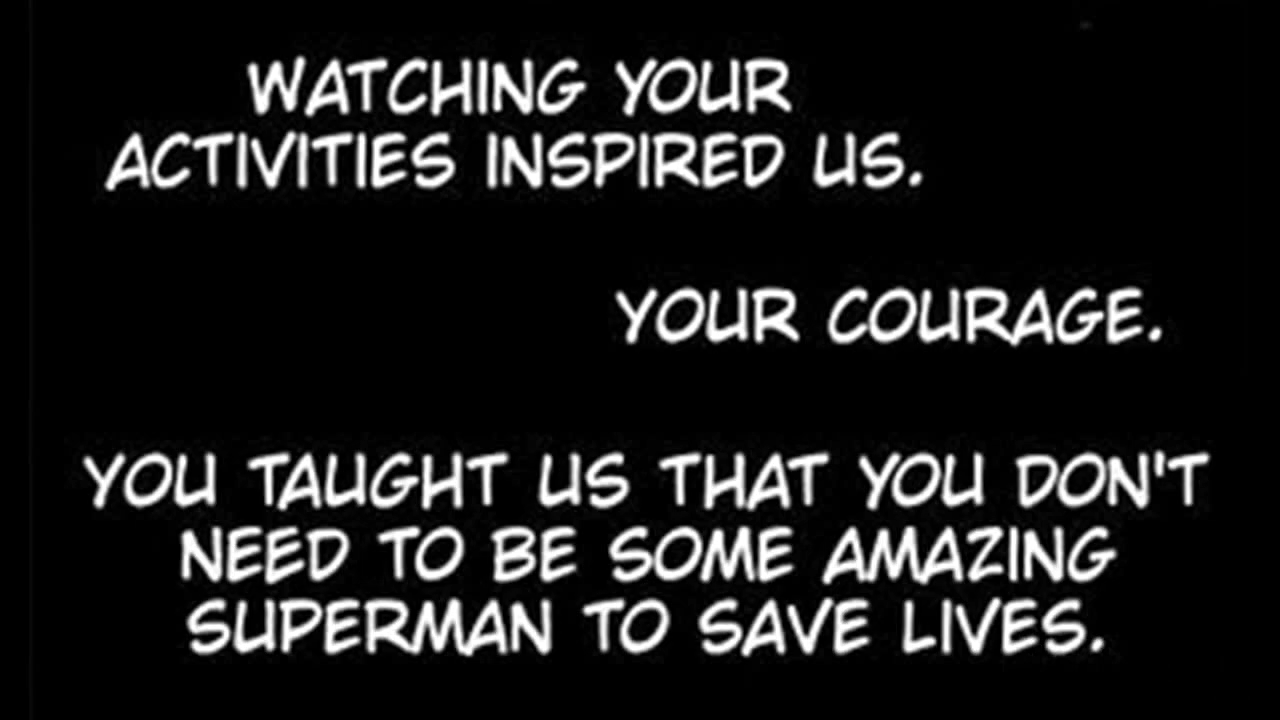 WATCHING YOUR
ACTIVITIES INSPIRED US.
YOUR COURAGE.
YOU TAUGHT US THAT YOU DON'T
NEED TO BE SOME AMAZING
SUPERMAN TO SAVE LIVES.